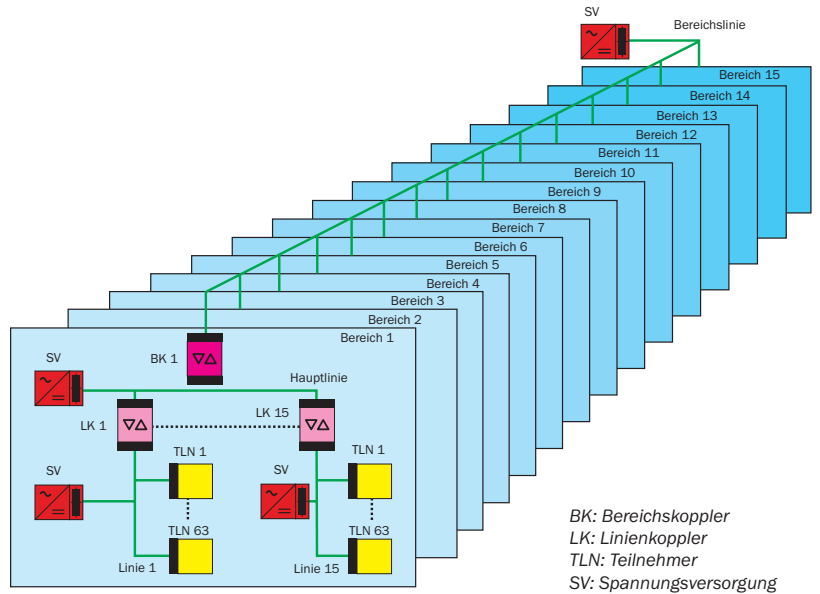 SV
Bereichslinie
Bereich 15
Bereich 14
Bereich 13
Bereich 12
Bereich 11
Bereich 10
Bereich 9
Bereich 8
Bereich 7
Bereich 6
Bereich 5
Bereich 4
Bereich 3
Bereich 2
Bereich 1
BK 1
SV
Hauptlinie
LK 1
LK 15
TLN 1
TLN 1
SV
SV
TLN 63
TLN 63
Linie 1
Linie 15
BK: Bereichskoppler
LK: Linienkoppler
TLN: Teilnehmer
SV: Spannungsversorgung